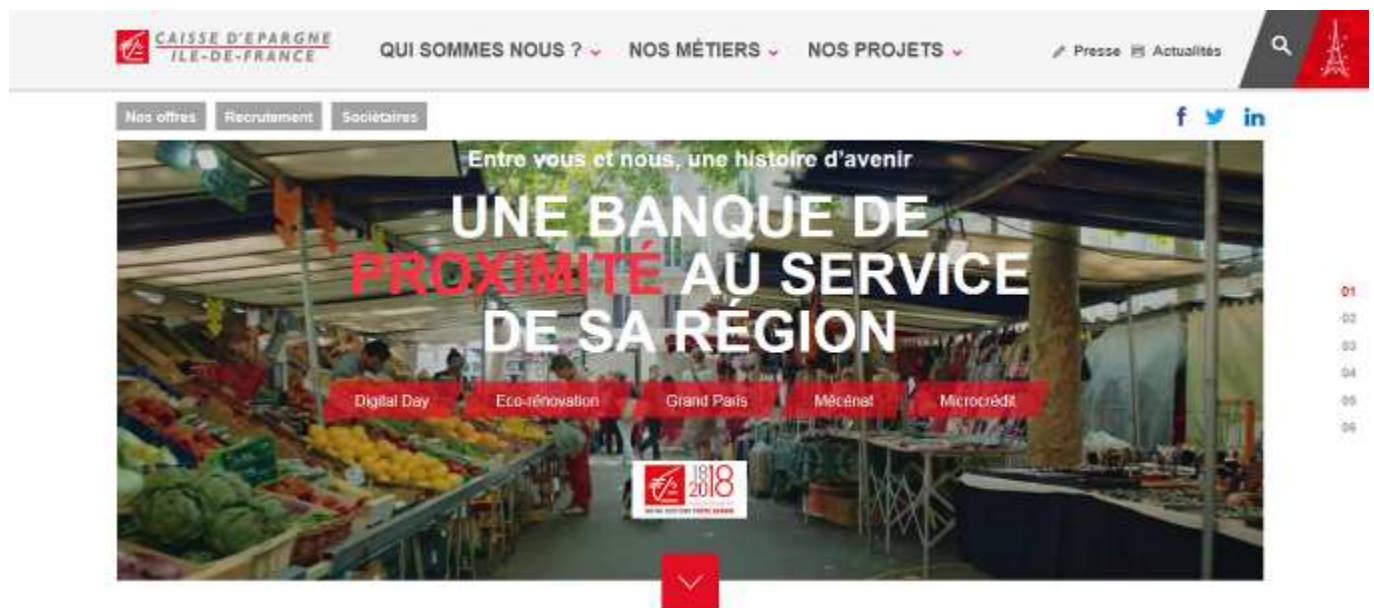 CAISSE D'EPARGNE
ILE-DE-FRANCE
QUI SOMMES NOUS ? NOS MÉTIERS NOS PROJETS
Presse Actualités
Nos offres Recrutement Sociétaires
f in
Entre vous et nous, une histoire d'avenir
UNE BANQUE DE
PROXIMITÉ AU SERVICE
DE SA RÉGION
Digital Day Eco-rénovation Grand Paris Mécénat Microcrédit
1818
2018
01
02
03
04
05
06